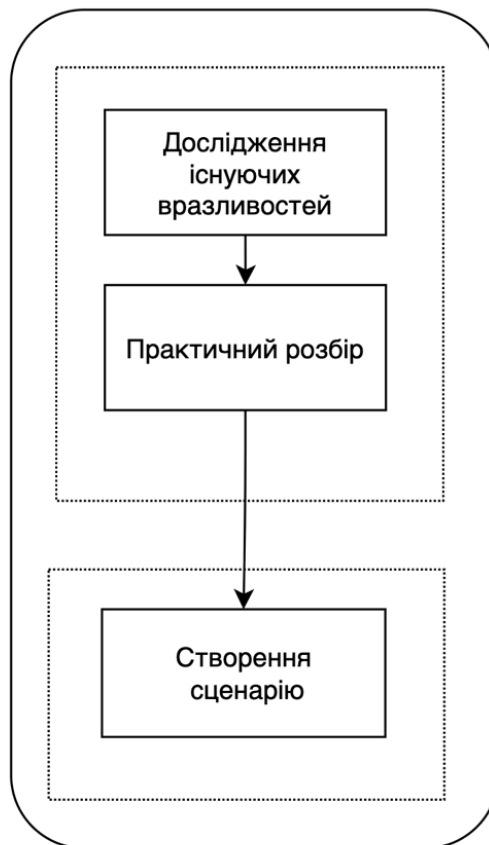 Дослідження
існуючих
вразливостей
Практичний розбір
Створення
сценарію